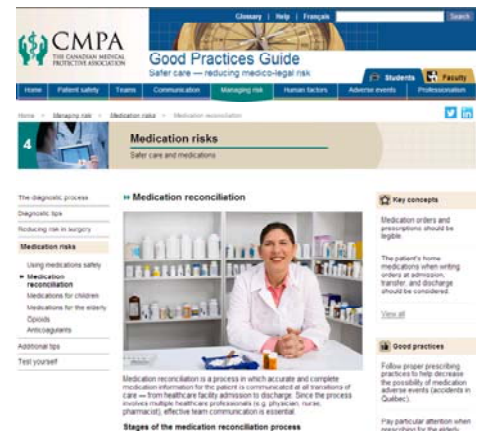 Glossary | Help | Français
Search
CMPA
THE CANADIAN MEDICAL
PROTECTIVE ASSOCIATION
Good Practices Guide
Safer care — reducing medico-legal risk
Students
Faculty
Home
Patient safety
Teams
Communication
Managing risk
Human factors
Adverse events
Professionalism
Home > Managing risk > Medication risks > Medication reconciliation
4
Medication risks
Safer care and medications
The diagnostic process
Diagnostic tips
Reducing risk in surgery
Medication risks
Using medications safely
Medication
reconciliation
Medications for children
Medications for the elderly
Opioids
Anticoagulants
Additional tips
Test yourself
Medication reconciliation
Medication reconciliation is a process in which accurate and complete
medication information for the patient is communicated at all transitions of
care — from healthcare facility admission to discharge. Since the process
involves multiple healthcare professionals (e.g. physician, nurse,
pharmacist), effective team communication is essential.
Stages of the medication reconciliation process
Key concepts
Medication orders and
prescriptions should be
legible.
The patient's home
medications when writing
orders at admission,
transfer, and discharge
should be considered.
View all
Good practices
Follow proper prescribing
practices to help decrease
the possibility of medication
adverse events (accidents in
Québec).
Pay particular attention when
prescribing for the elderly